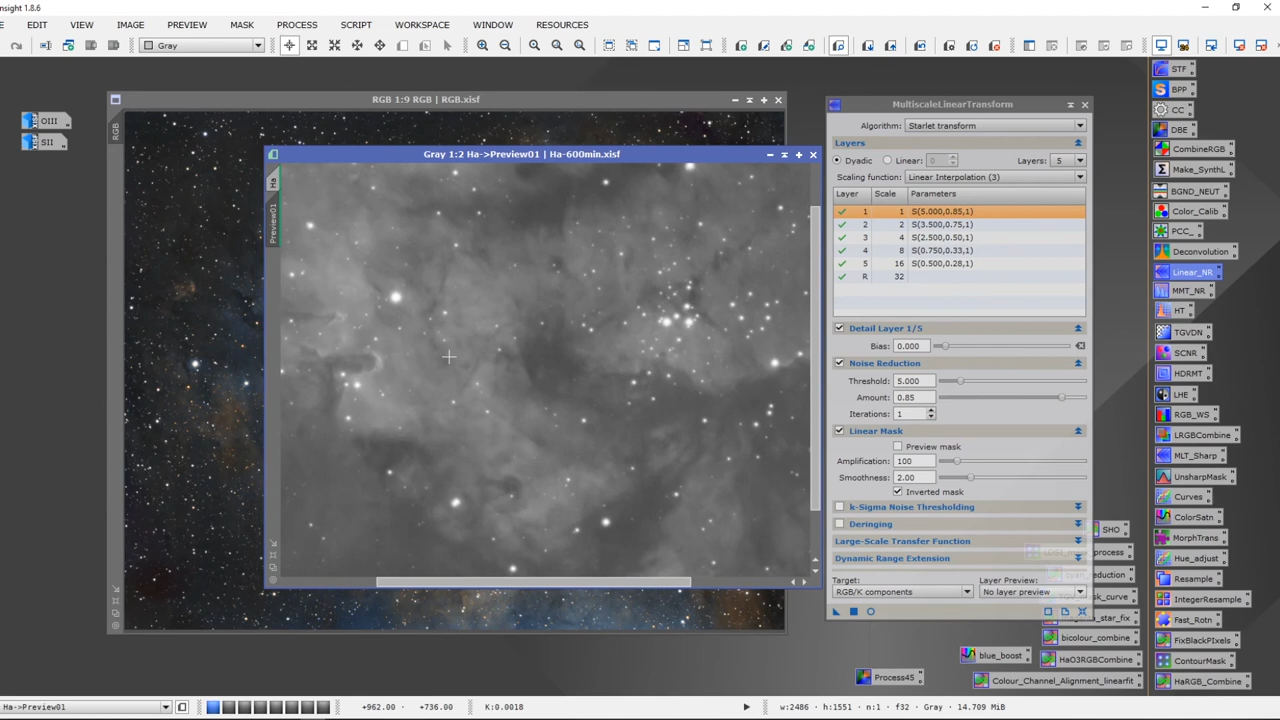 nsight 1.8.6
EDIT VIEW IMAGE PREVIEW MASK PROCESS SCRIPT WORKSPACE WINDOW RESOURCES
Gray
RGB 1:9 RGB | RGB.xisf
RGB
OIII
SII
Gray 1:2 Ha->Preview01 | Ha-600min.xisf
Ha
Preview01
MultiscaleLinearTransform
Algorithm: Starlet transform
Layers
Dyadic Linear: 0 Layers: 5
Scaling function: Linear Interpolation (3)
Layer Scale Parameters
1 1 S(5.000,0.85,1)
2 2 S(3.500,0.75,1)
3 4 S(2.500,0.50,1)
4 8 S(0.750,0.33,1)
5 16 S(0.500,0.28,1)
R 32
Detail Layer 1/5
Bias: 0.000
Noise Reduction
Threshold: 5.000
Amount: 0.85
Iterations: 1
Linear Mask
Preview mask
Amplification: 100
Smoothness: 2.00
Inverted mask
k-Sigma Noise Thresholding
Deringing
Large-Scale Transfer Function
Dynamic Range Extension
Target:
RGB/K components
Layer Preview:
No layer preview
STF
BPP
CC
DBE
CombineRGB
Make_SynthL
BGND_NEUT
Color_Calib
PCC_
Deconvolution
Linear_NR
MMT_NR
HT
TGVDN
SCNR
HDRMT
LHE
RGB_WS
LRGBCombine
MLT_Sharp
UnsharpMask
Curves
ColorSatn
MorphTrans
Hue_adjust
Resample
IntegerResample
Fast_Rotn
FixBlackPIxels
ContourMask
HaRGB_Combine
SHO
process
cyan_reduction
_curve
_star_fix
bicolour_combine
blue_boost
HaO3RGBCombine
Process45
Colour_Channel_Alignment_linearfit
Ha->Preview01
+962.00 +736.00 K:0.0018
w:2486 · h:1551 · n:1 · f32 · Gray · 14.709 MiB